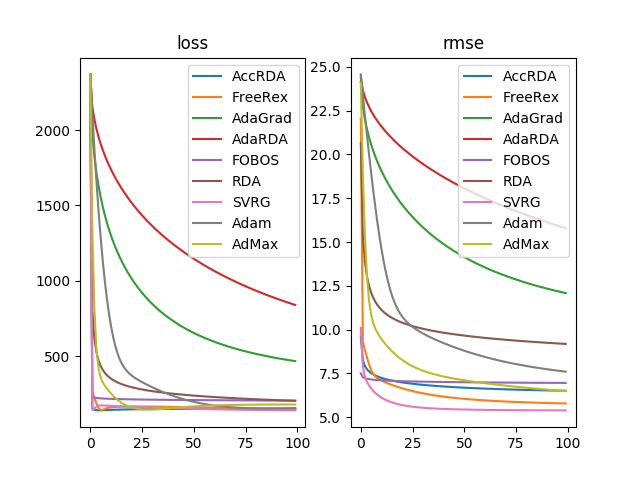 loss
2000
1500
1000
500
0
25
50
75
100
AccRDA
FreeRex
AdaGrad
AdaRDA
FOBOS
RDA
SVRG
Adam
AdMax
rmse
25.0
22.5
20.0
17.5
15.0
12.5
10.0
7.5
5.0
0
25
50
75
100
AccRDA
FreeRex
AdaGrad
AdaRDA
FOBOS
RDA
SVRG
Adam
AdMax